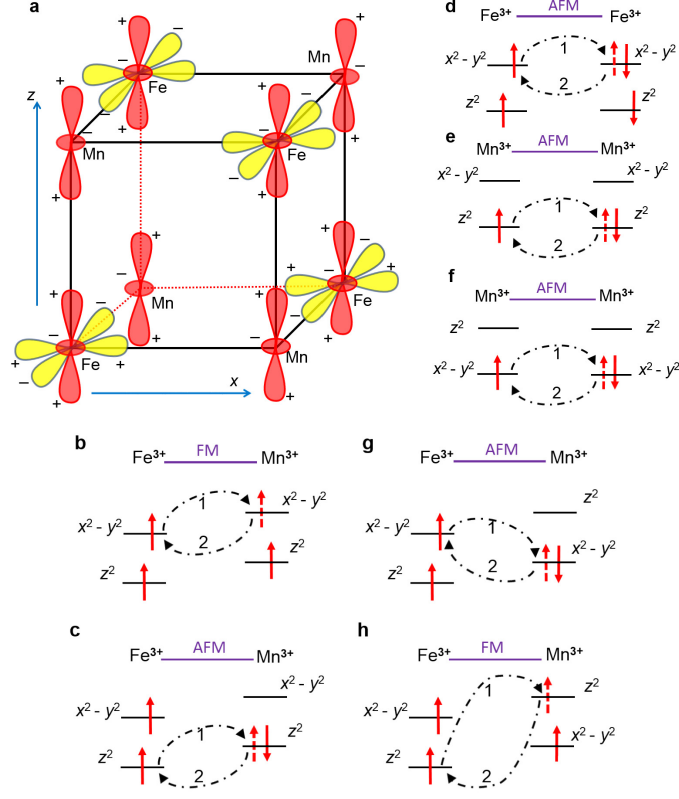 a
+ + + + + +
z
− Fe − Mn −
+ + + +
− Mn − Fe
− −
+ +
+ + + +
− Mn − Fe
+ + + +
− Fe − Mn
+ − + +
x
b
Fe³⁺ FM Mn³⁺
x² - y² 1 x² - y²
z² 2 z²
c
Fe³⁺ AFM Mn³⁺
x² - y² x² - y²
z² 1 z²
2
d
AFM
Fe³⁺ Fe³⁺
x² – y² 1 x² – y²
2
z² z²
e
Mn³⁺ AFM Mn³⁺
x² - y² x² - y²
z² 1 z²
2
f
AFM
Mn³⁺ Mn³⁺
z² z²
x² – y² 1 x² – y²
2
g
AFM
Fe³⁺ Mn³⁺
z²
x² – y² 1
2 x² – y²
z²
h
Fe³⁺ FM Mn³⁺
1 z²
x² - y²
x² - y²
z² 2